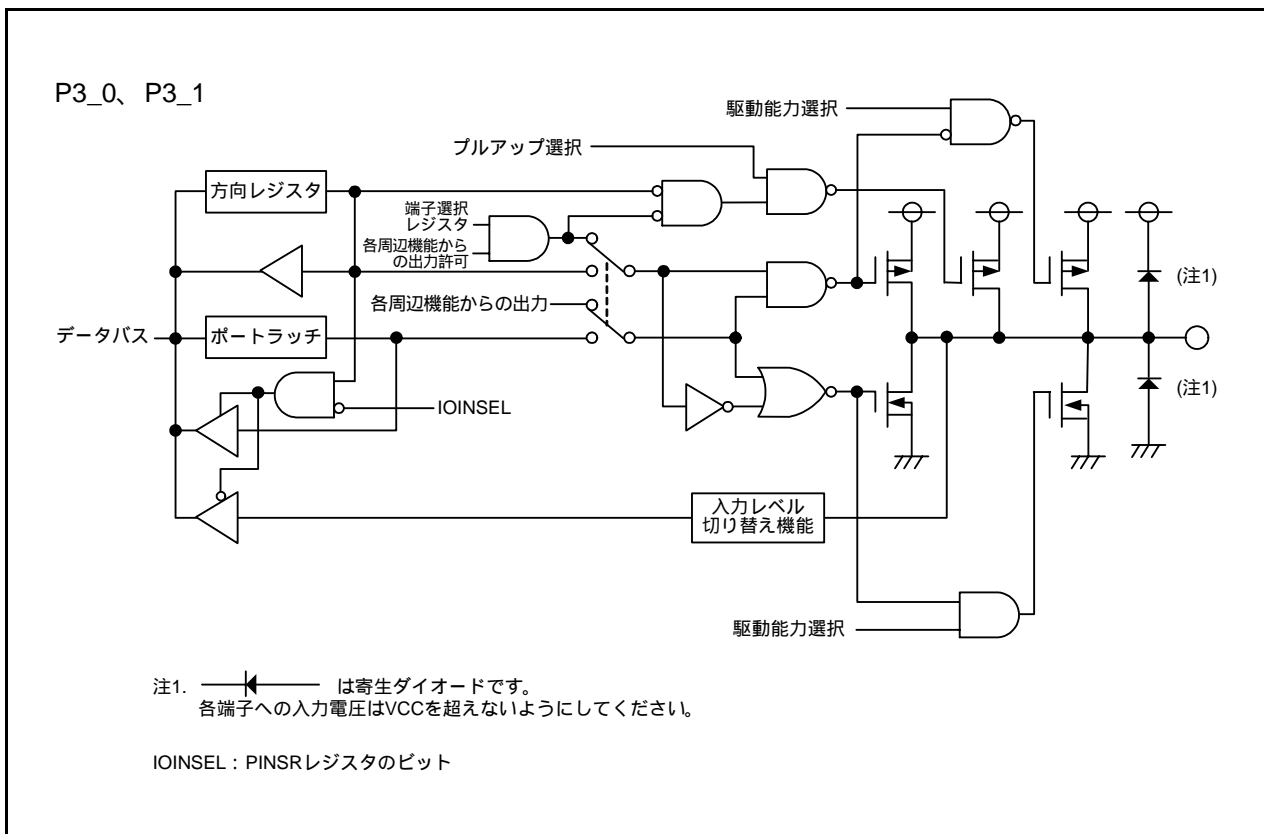 P3_0、P3_1
駆動能力選択
プルアップ選択
方向レジスタ
端子選択
レジスタ
各周辺機能から
の出力許可
(注1)
各周辺機能からの出力
データバス
ポートラッチ
(注1)
IOINSEL
入力レベル
切り替え機能
駆動能力選択
注1. は寄生ダイオードです。
各端子への入力電圧はVCCを超えないようにしてください。
IOINSEL：PINSRレジスタのビット